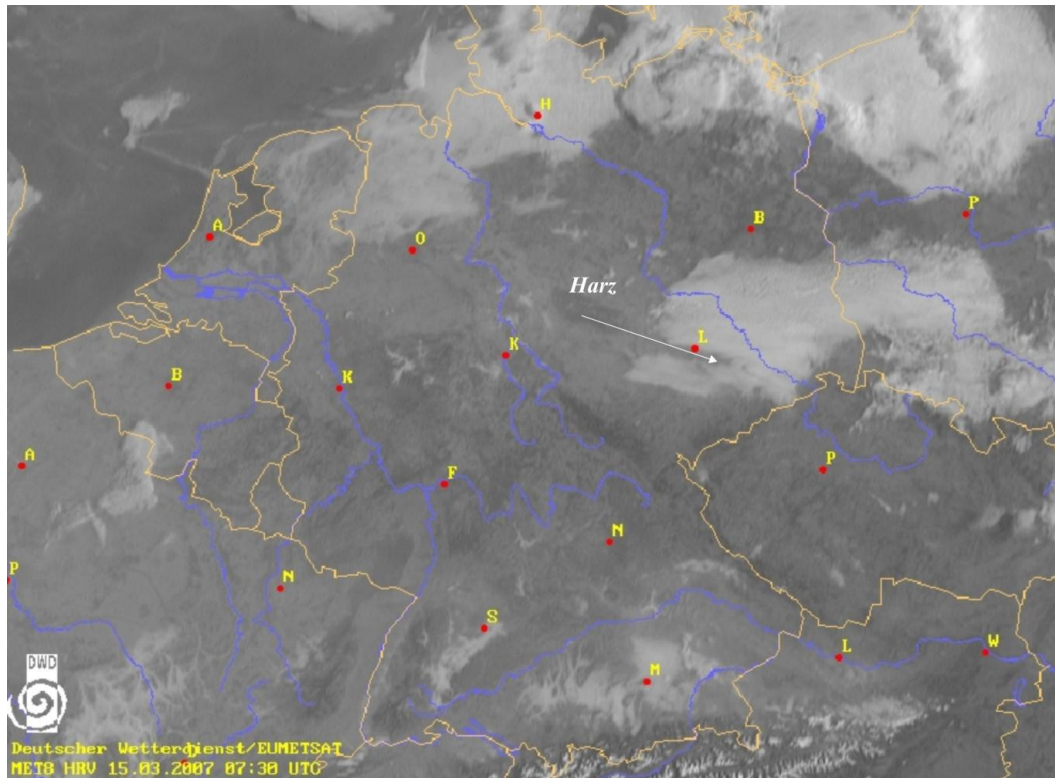 H
P
B
A
O
Harz
L
K
B
K
A
F
P
N
P
N
S
L
W
M
DWD
Deutscher Wetterdienst/EUMETSAT
D
MET8 HRV 15.03.2007 07:30 UTC